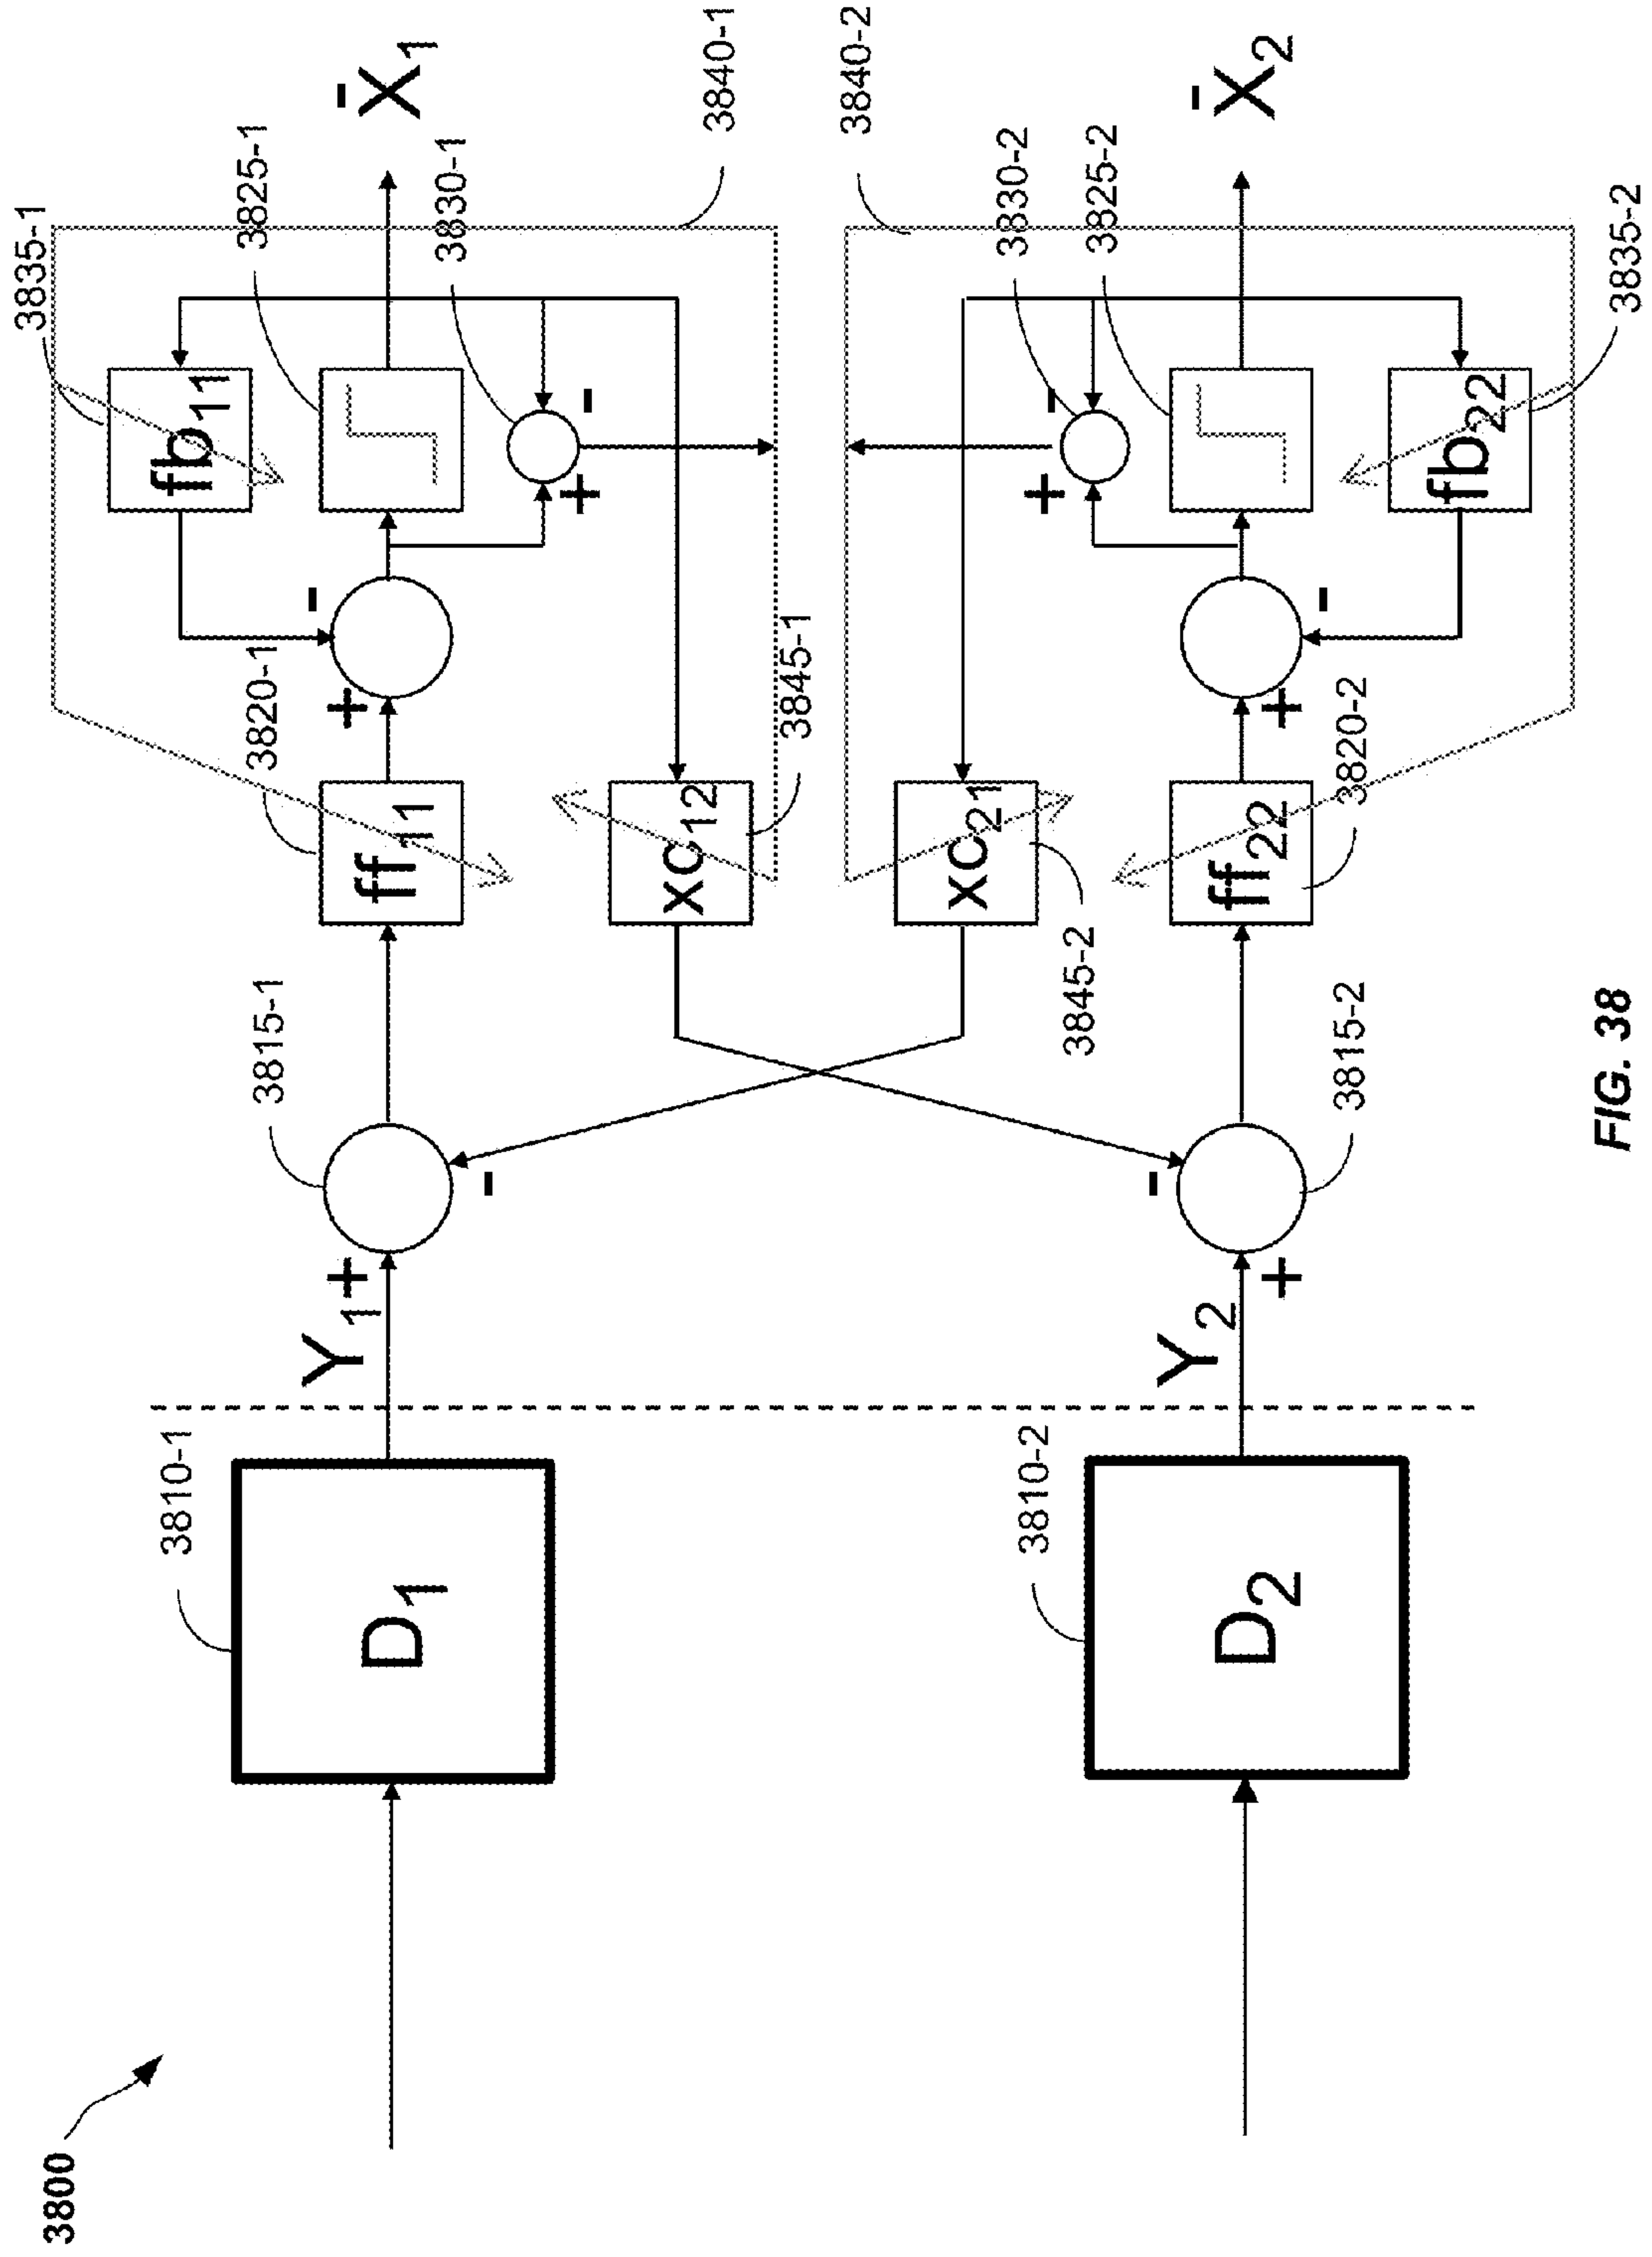 3800
3810-1
D1
Y1
+
-
3815-1
3820-1
ff11
+
-
3835-1
fb11
3825-1
3830-1
+
-
3840-1
X̄1
xc12
3845-1
3840-2
xc21
3845-2
3830-2
+
-
3825-2
X̄2
3810-2
D2
Y2
+
-
3815-2
ff22
3820-2
+
-
fb22
3835-2
FIG. 38